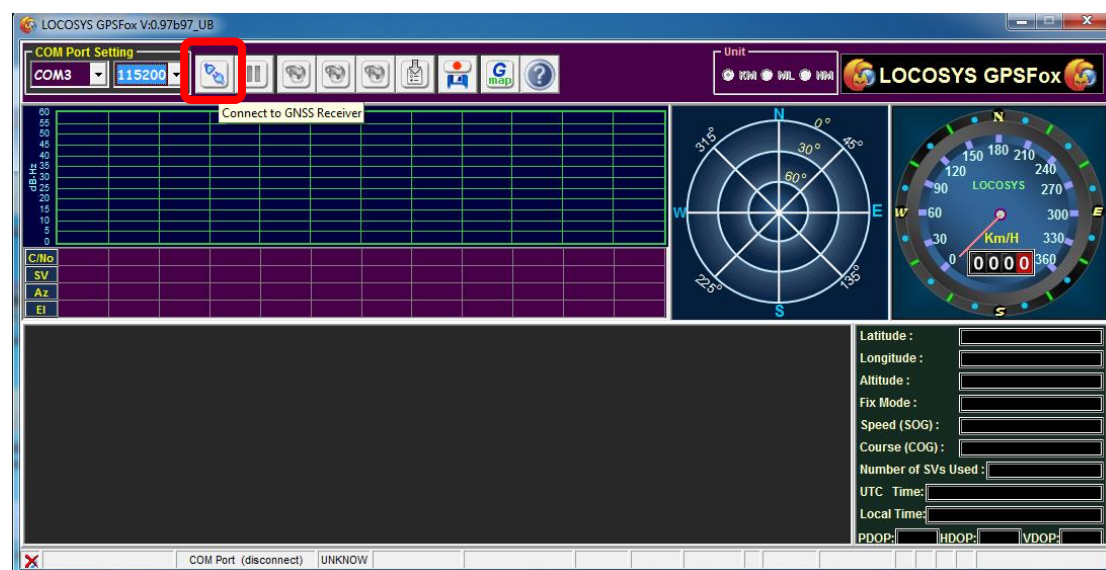 LOCOSYS GPSFox V:0.97b97_UB
COM Port Setting
COM3 115200
G map
Unit
KM ML HM
LOCOSYS GPSFox
Connect to GNSS Receiver
60
55
50
45
40
35
30
25
20
15
10
5
0
dB-Hz
C/No
SV
Az
El
N
0°
30°
60°
45°
315°
W
E
225°
135°
S
N
W
E
S
0 30 60 90 120 150 180 210 240 270 300 330 360
LOCOSYS
Km/H
0000
Latitude :
Longitude :
Altitude :
Fix Mode :
Speed (SOG) :
Course (COG) :
Number of SVs Used :
UTC Time:
Local Time:
PDOP: HDOP: VDOP:
COM Port (disconnect) UNKNOW